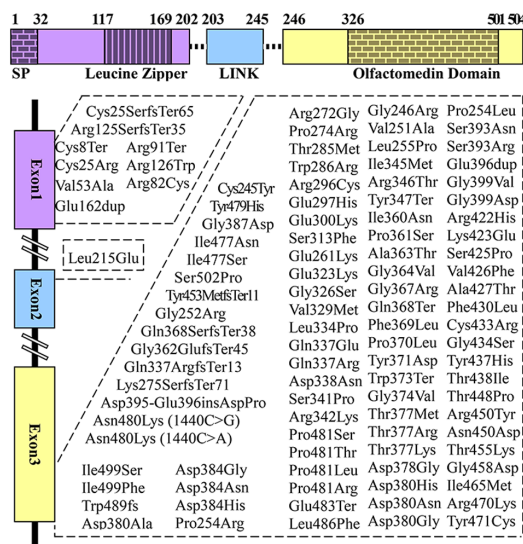 1 32 117 169 202 203 245 246 326 501 504
SP Leucine Zipper LINK Olfactomedin Domain
Exon1
Exon2
Exon3
Cys25SerfsTer65
Arg125SerfsTer35
Cys8Ter Arg91Ter
Cys25Arg Arg126Trp
Val53Ala Arg82Cys
Glu162dup
Leu215Glu
Cys245Tyr
Tyr479His
Gly387Asp
Ile477Asn
Ile477Ser
Ser502Pro
Tyr453MetfsTer11
Gly252Arg
Gln368SerfsTer38
Gly362GlufsTer45
Gln337ArgfsTer13
Lys275SerfsTer71
Asp395-Glu396insAspPro
Asn480Lys (1440C>G)
Asn480Lys (1440C>A)
Ile499Ser Asp384Gly
Ile499Phe Asp384Asn
Trp489fs Asp384His
Asp380Ala Pro254Arg
Arg272Gly Gly246Arg Pro254Leu
Pro274Arg Val251Ala Ser393Asn
Thr285Met Leu255Pro Ser393Arg
Trp286Arg Ile345Met Glu396dup
Arg296Cys Arg346Thr Gly399Val
Glu297His Tyr347Ter Gly399Asp
Glu300Lys Ile360Asn Arg422His
Ser313Phe Pro361Ser Lys423Glu
Glu261Lys Ala363Thr Ser425Pro
Glu323Lys Gly364Val Val426Phe
Gly326Ser Gly367Arg Ala427Thr
Val329Met Gln368Ter Phe430Leu
Leu334Pro Phe369Leu Cys433Arg
Gln337Glu Pro370Leu Gly434Ser
Gln337Arg Tyr371Asp Tyr437His
Asp338Asn Trp373Ter Thr438Ile
Ser341Pro Gly374Val Thr448Pro
Arg342Lys Thr377Met Arg450Tyr
Pro481Ser Thr377Arg Asn450Asp
Pro481Thr Thr377Lys Thr455Lys
Pro481Leu Asp378Gly Gly458Asp
Pro481Arg Asp380His Ile465Met
Glu483Ter Asp380Asn Arg470Lys
Leu486Phe Asp380Gly Tyr471Cys